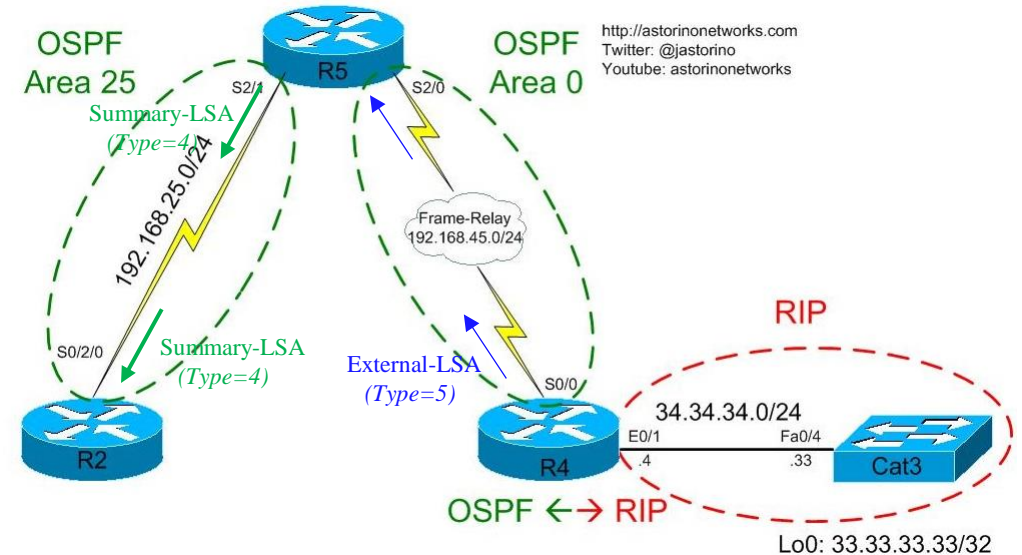 OSPF
Area 25
R5
OSPF
Area 0
http://astorinonetworks.com
Twitter: @jastorino
Youtube: astorinonetworks
S2/1
S2/0
Summary-LSA
(Type=4)
192.168.25.0/24
Frame-Relay
192.168.45.0/24
RIP
S0/2/0
Summary-LSA
(Type=4)
External-LSA
(Type=5)
S0/0
34.34.34.0/24
E0/1
Fa0/4
R2
R4
.4
.33
Cat3
OSPF ←→ RIP
Lo0: 33.33.33.33/32